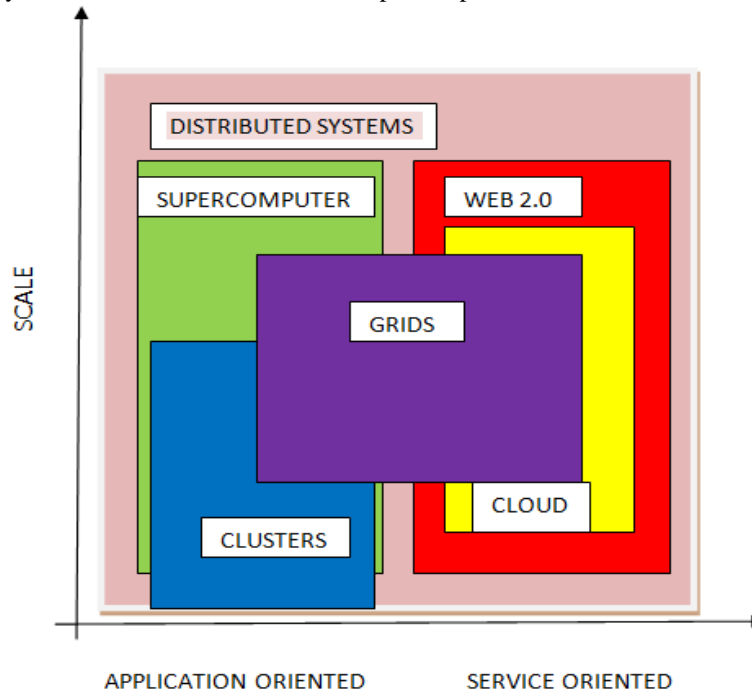 DISTRIBUTED SYSTEMS
SUPERCOMPUTER
WEB 2.0
GRIDS
SCALE
CLOUD
CLUSTERS
APPLICATION ORIENTED
SERVICE ORIENTED